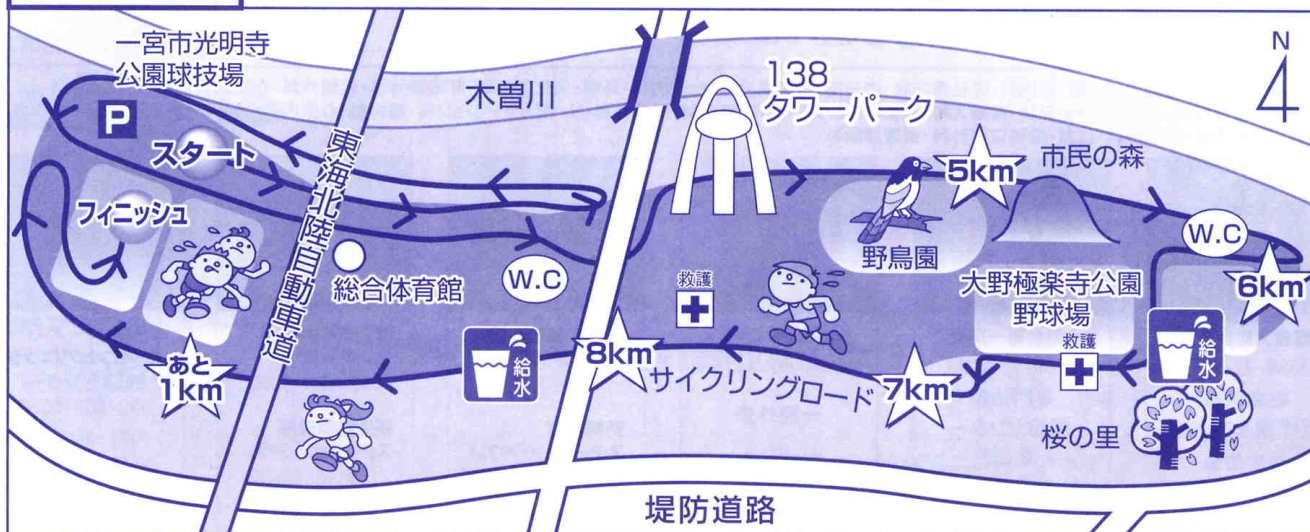 一宮市光明寺
公園球技場
P
スタート
フィニッシュ
東海北陸自動車道
総合体育館
木曽川
138
タワーパーク
野鳥園
5km
市民の森
N
W.C
W.C
6km
大野極楽寺公園
野球場
救護
救護
給水
給水
8km
7km
サイクリングロード
桜の里
あと
1km
堤防道路